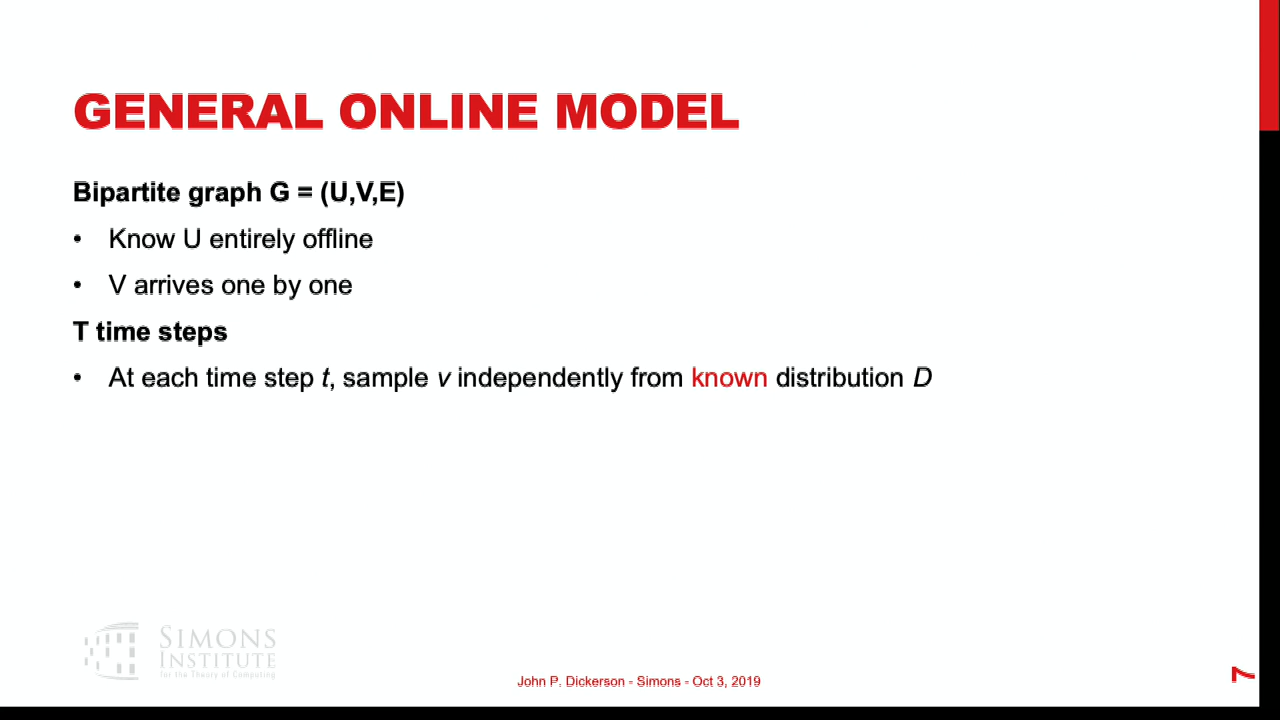 GENERAL ONLINE MODEL
Bipartite graph G = (U,V,E)
• Know U entirely offline
• V arrives one by one
T time steps
• At each time step t, sample v independently from known distribution D
SIMONS
INSTITUTE
for the Theory of Computing
John P. Dickerson - Simons - Oct 3, 2019
7